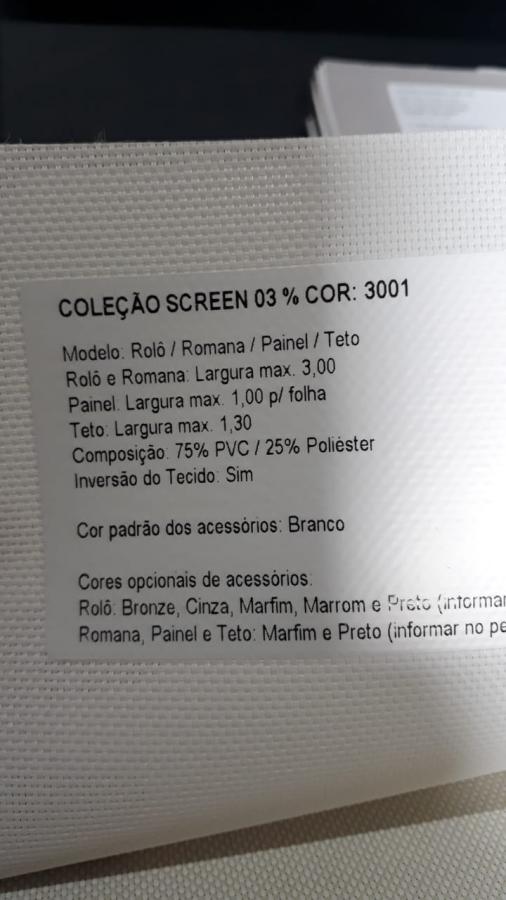 COLEÇÃO SCREEN 03 % COR: 3001
Modelo: Rolô / Romana / Painel / Teto
Rolô e Romana: Largura max. 3,00
Painel: Largura max. 1,00 p/ folha
Teto: Largura max. 1,30
Composição: 75% PVC / 25% Poliéster
Inversão do Tecido: Sim
Cor padrão dos acessórios: Branco
Cores opcionais de acessórios:
Rolô: Bronze, Cinza, Marfim, Marrom e Preto (informar
Romana, Painel e Teto: Marfim e Preto (informar no pe